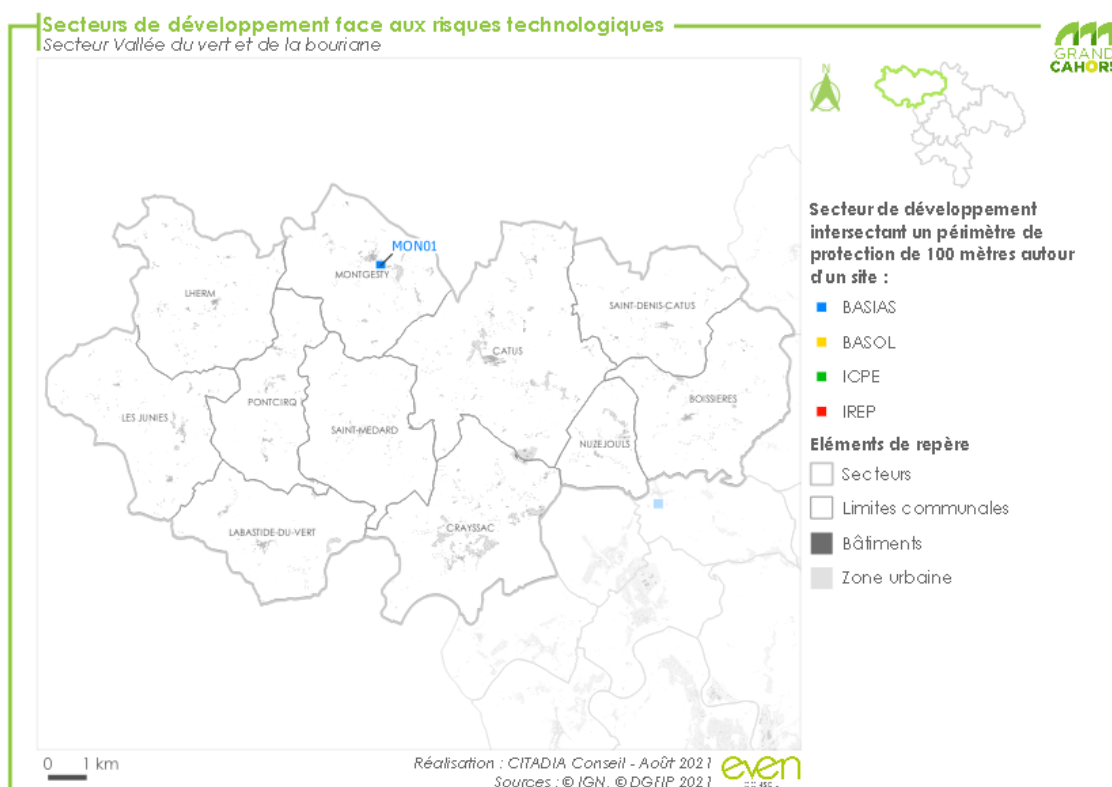 Secteurs de développement face aux risques technologiques
Secteur Vallée du vert et de la bouriane
GRAND
CAHORS
N
MON01
MONTGESTY
LHERM
SAINT-DENIS-CATUS
CATUS
BOISSIERES
PONTCIRQ
LES JUNIES
SAINT-MEDARD
NUZEJOULS
LABASTIDE-DU-VERT
CRAYSSAC
Secteur de développement
intersectant un périmètre de
protection de 100 mètres autour
d'un site :
BASIAS
BASOL
ICPE
IREP
Eléments de repère
Secteurs
Limites communales
Bâtiments
Zone urbaine
0 1 km
Réalisation : CITADIA Conseil - Août 2021
Sources : © IGN, © DGFIP 2021
even